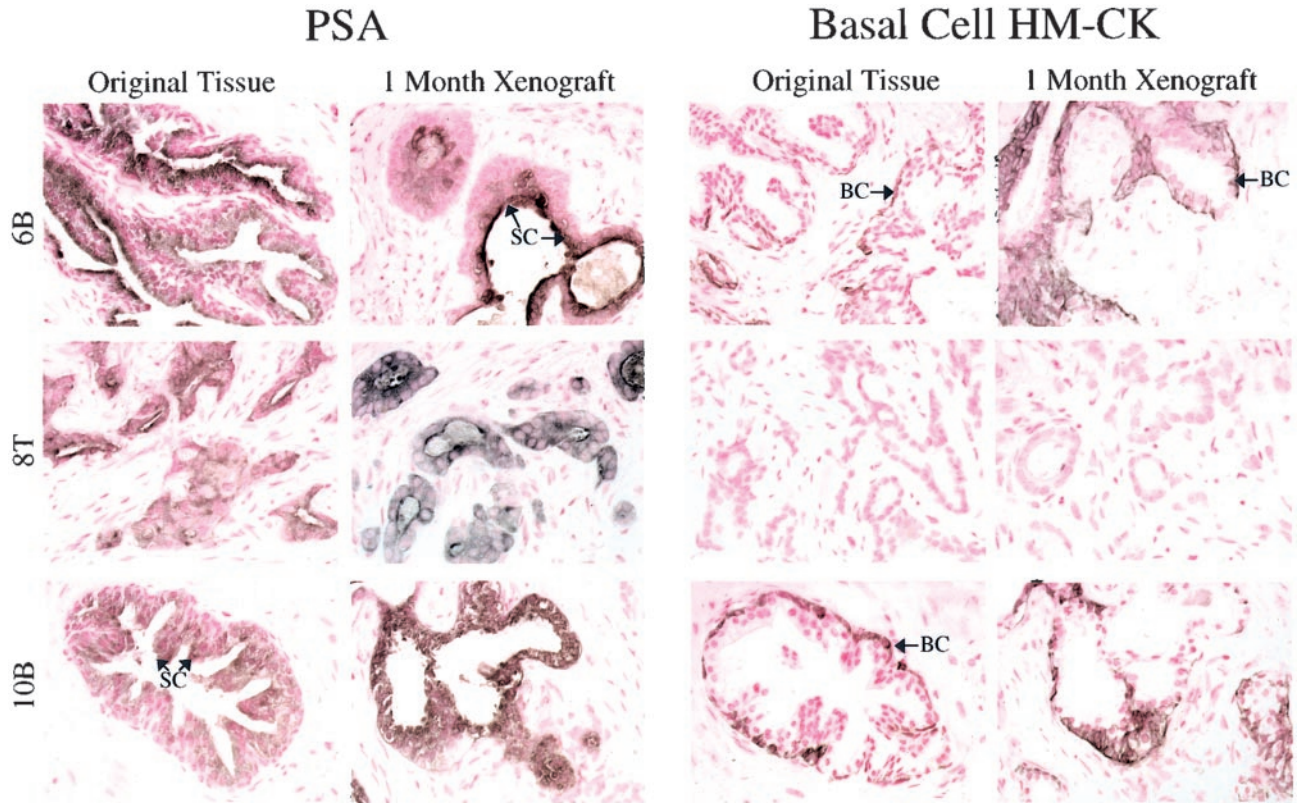 PSA
Basal Cell HM-CK
Original Tissue
1 Month Xenograft
Original Tissue
1 Month Xenograft
6B
SC
BC
BC
8T
10B
SC
BC